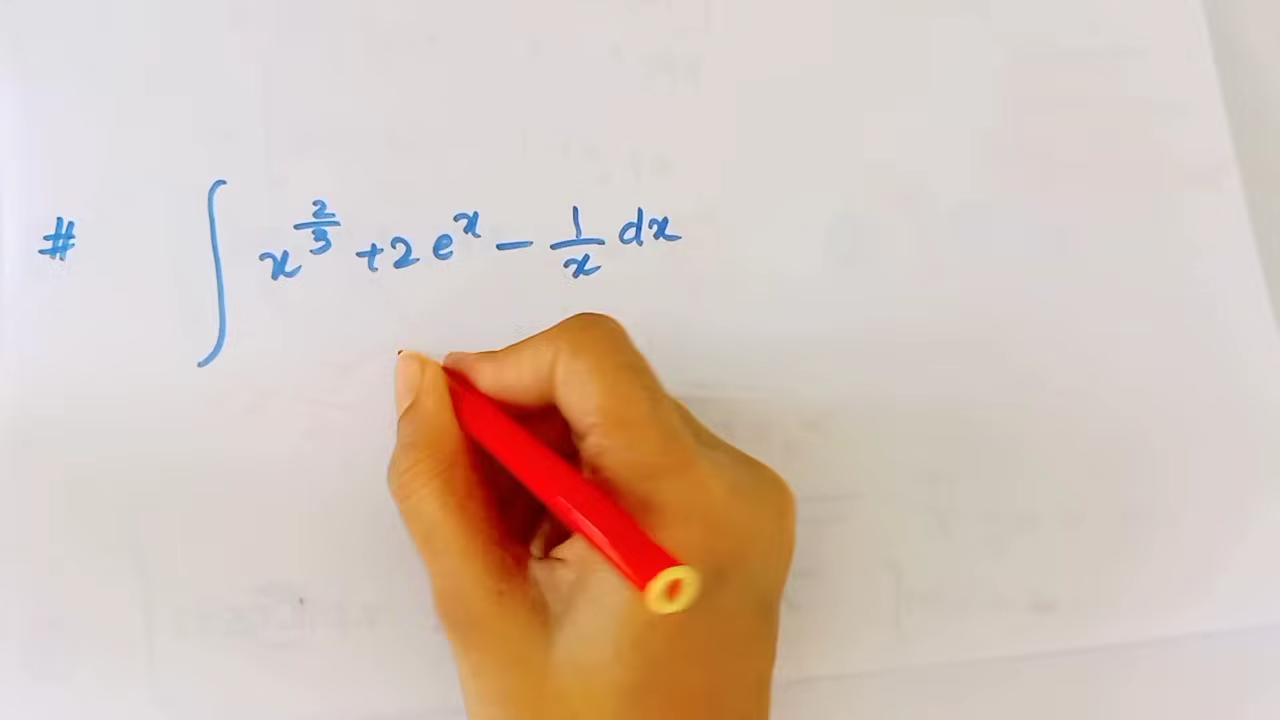 # ∫ x^(2/3) + 2e^x − 1/x dx